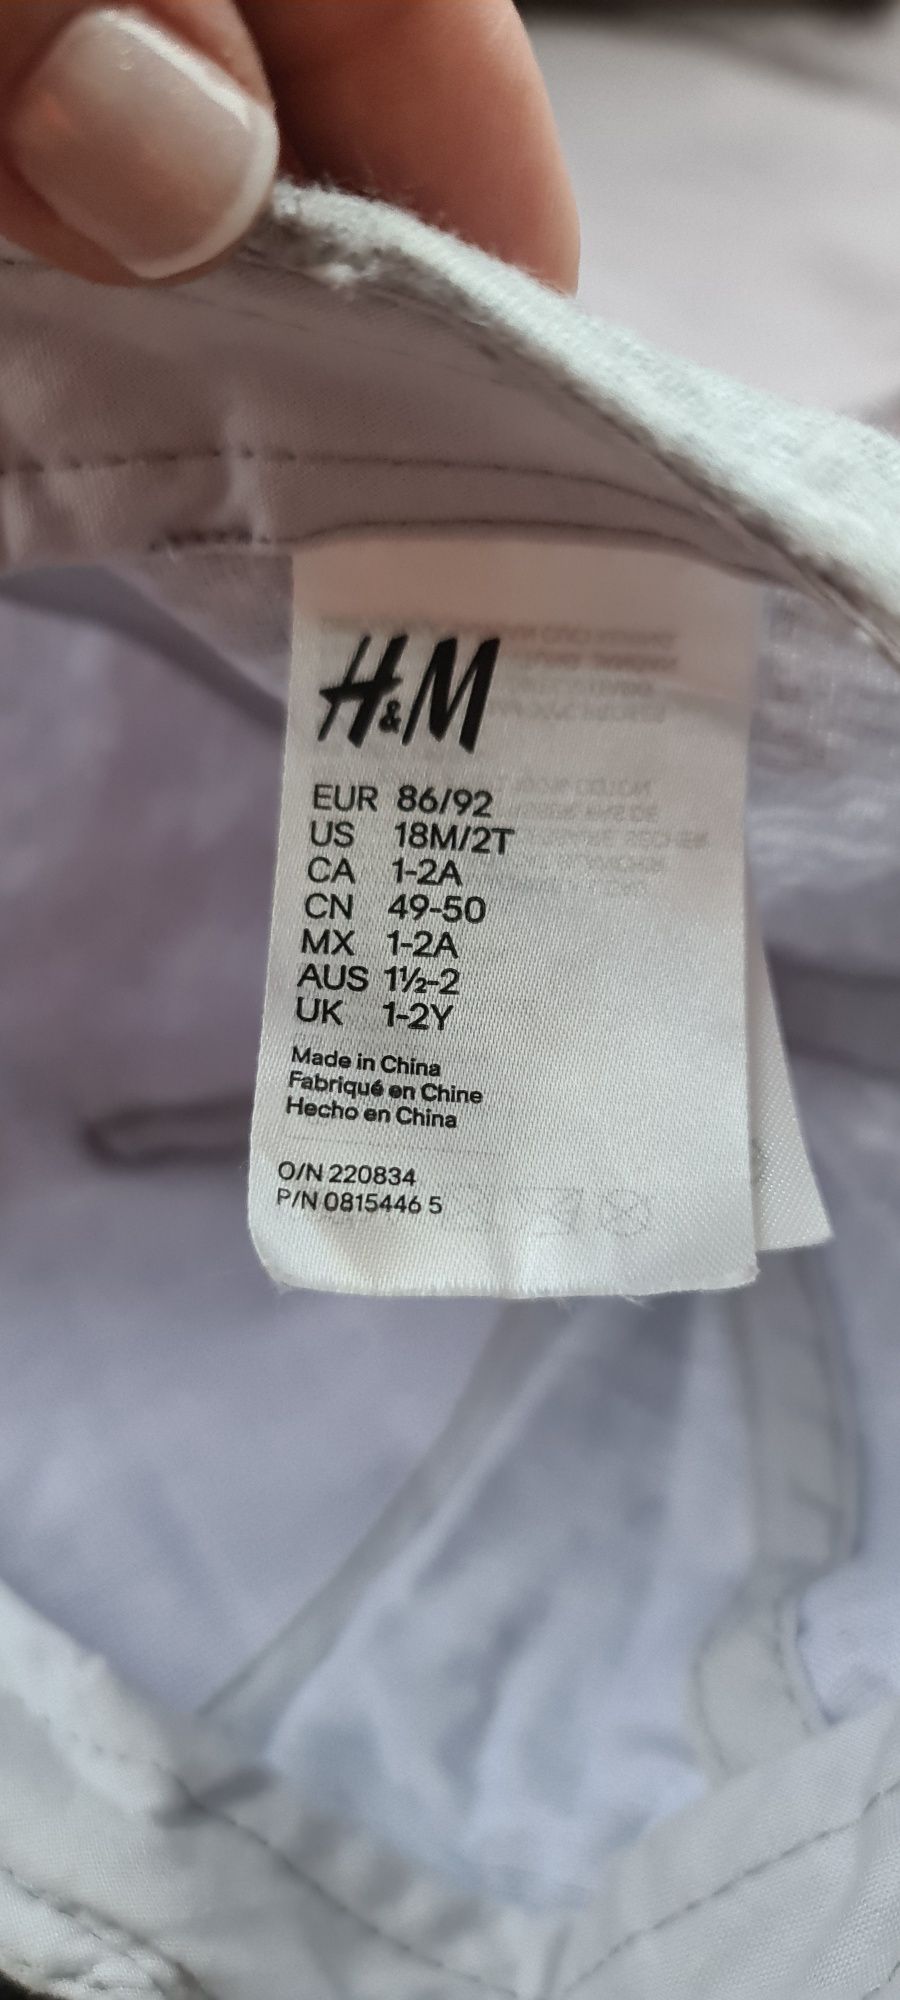 H&M
EUR 86/92
US 18M/2T
CA 1-2A
CN 49-50
MX 1-2A
AUS 1½-2
UK 1-2Y
Made in China
Fabriqué en Chine
Hecho en China
O/N 220834
P/N 0815446 5